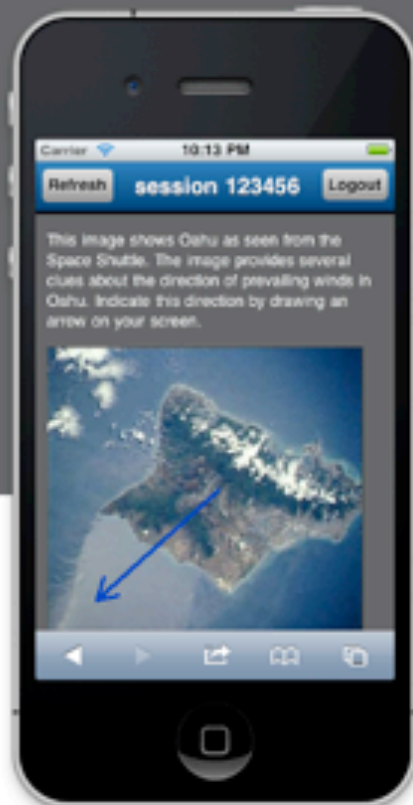 Carrier 10:13 PM
Refresh session 123456 Logout
This image shows Oahu as seen from the
Space Shuttle. The image provides several
clues about the direction of prevailing winds in
Oahu. Indicate this direction by drawing an
arrow on your screen.